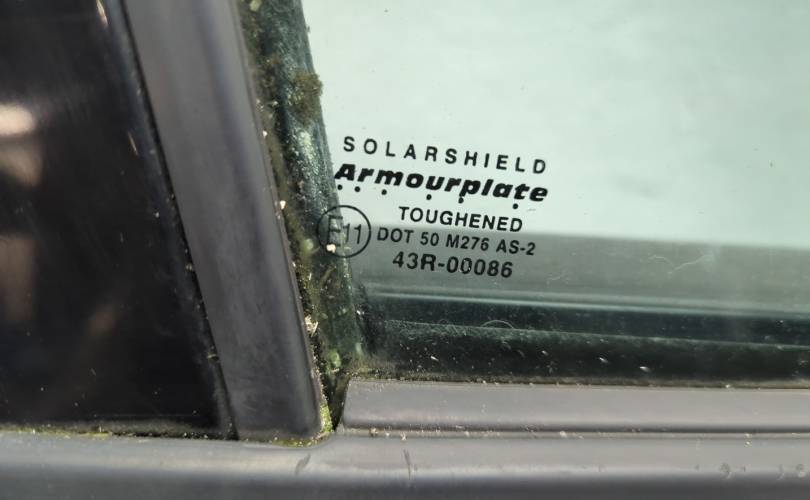 SOLARSHIELD
Armourplate
TOUGHENED
E11 DOT 50 M276 AS-2
43R-00086